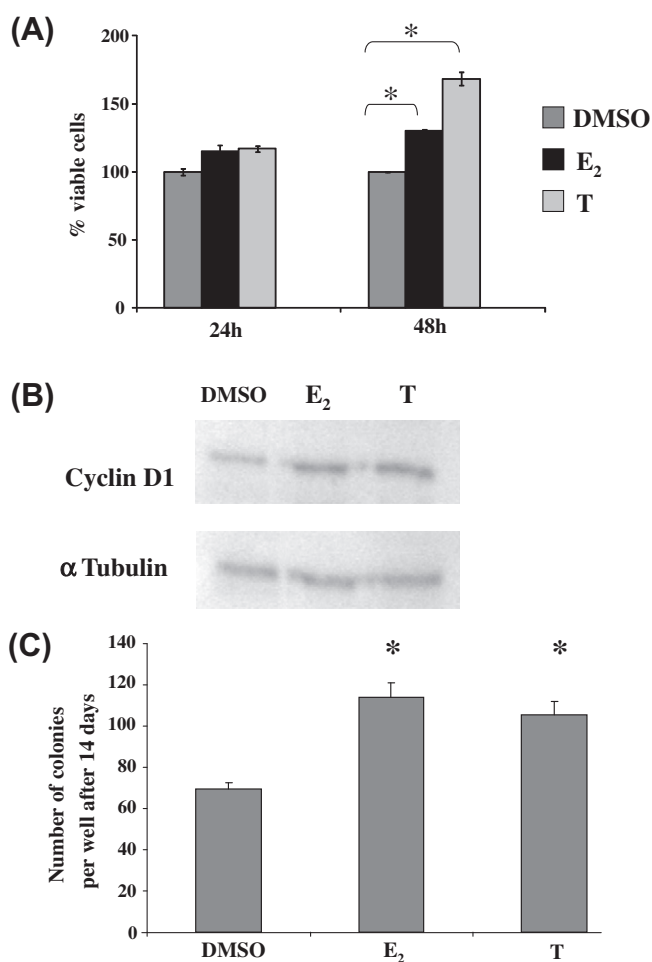 (A)
200
150
100
50
0
% viable cells
* *
24h 48h
DMSO
E₂
T
(B)
DMSO E₂ T
Cyclin D1
α Tubulin
(C)
140
120
100
80
60
40
20
0
Number of colonies
per well after 14 days
* *
DMSO E₂ T